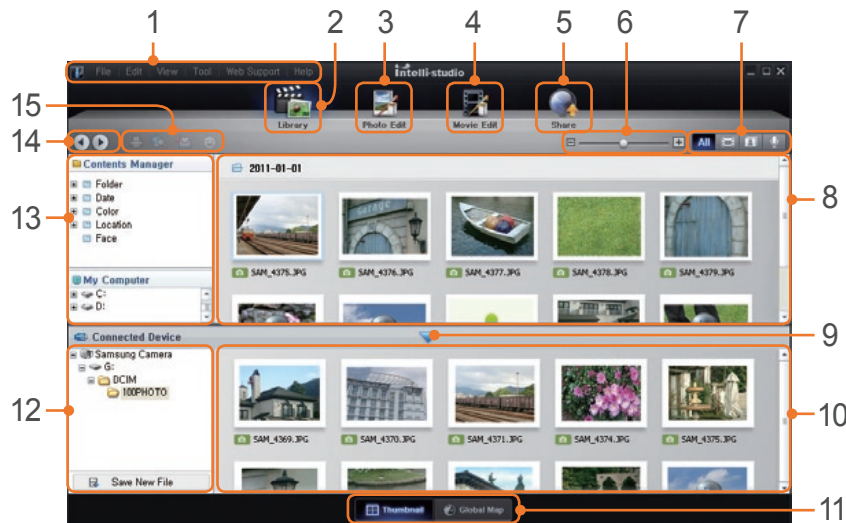 1 2 3 4 5 6 7
File Edit View Tool Web Support Help
intelli-studio
Library Photo Edit Movie Edit Share
15
14
All
Contents Manager
2011-01-01
Folder
Date
Color
Location
Face
13
8
SAM_4375.JPG SAM_4376.JPG SAM_4377.JPG SAM_4378.JPG SAM_4379.JPG
My Computer
C:
D:
Connected Device
9
Samsung Camera
G:
DCIM
100PHOTO
12
10
SAM_4369.JPG SAM_4370.JPG SAM_4371.JPG SAM_4374.JPG SAM_4375.JPG
Save New File
Thumbnail Global Map
11